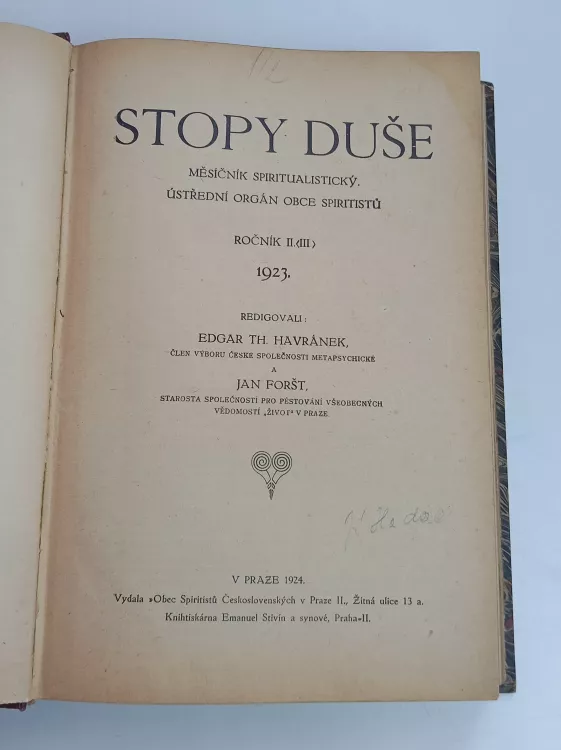 STOPY DUŠE
MĚSÍČNÍK SPIRITUALISTICKÝ.
ÚSTŘEDNÍ ORGÁN OBCE SPIRITISTŮ
ROČNÍK II.(III)
1923.
REDIGOVALI:
EDGAR TH. HAVRÁNEK,
ČLEN VÝBORU ČESKÉ SPOLEČNOSTI METAPSYCHICKÉ
A
JAN FORŠT,
STAROSTA SPOLEČNOSTI PRO PĚSTOVÁNÍ VŠEOBECNÝCH
VĚDOMOSTÍ „ŽIVOT" V PRAZE.
V PRAZE 1924.
Vydala »Obec Spiritistů Československých v Praze II., Žitná ulice 13 a.
Knihtiskárna Emanuel Stivín a synové, Praha-II.